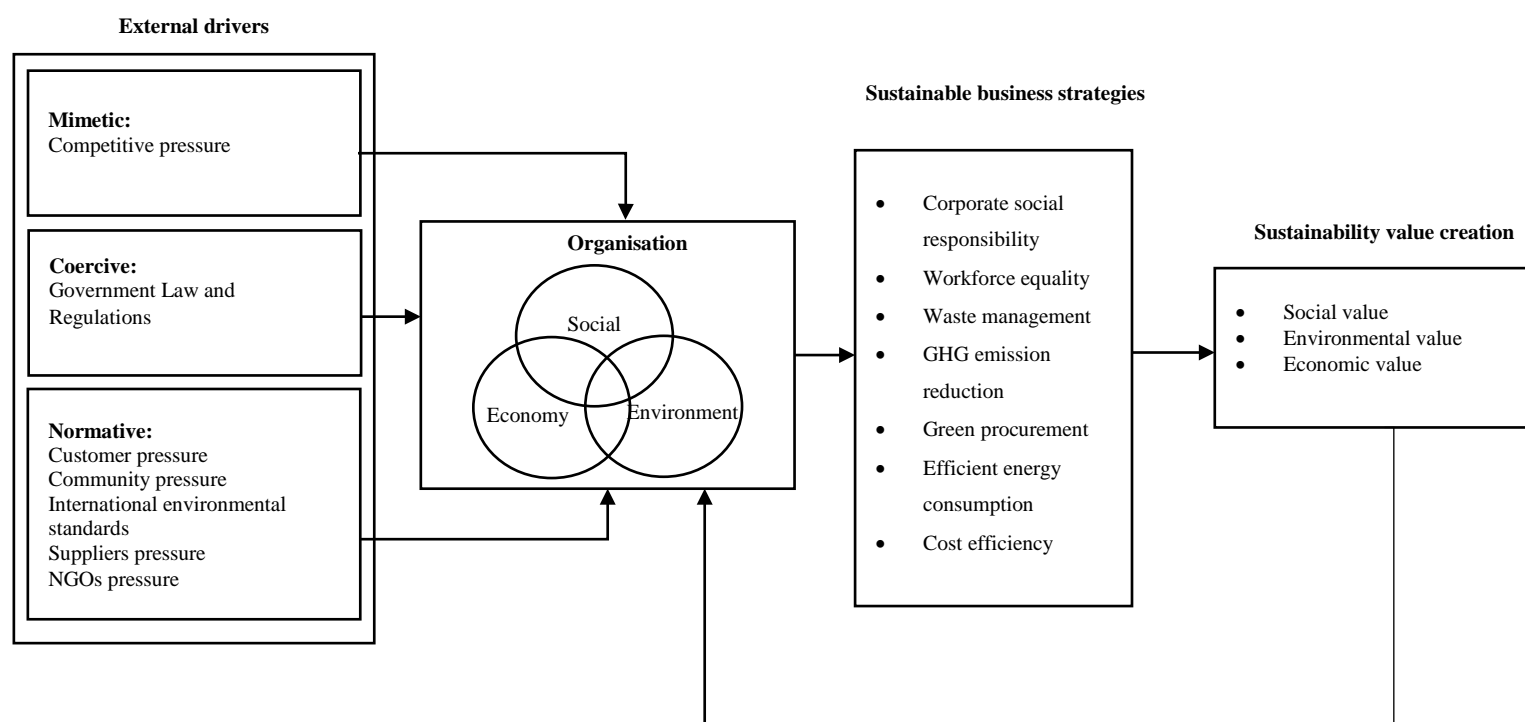 External drivers
Mimetic:
Competitive pressure
Coercive:
Government Law and
Regulations
Normative:
Customer pressure
Community pressure
International environmental
standards
Suppliers pressure
NGOs pressure
Organisation
Social
Economy
Environment
Sustainable business strategies
• Corporate social
responsibility
• Workforce equality
• Waste management
• GHG emission
reduction
• Green procurement
• Efficient energy
consumption
• Cost efficiency
Sustainability value creation
• Social value
• Environmental value
• Economic value